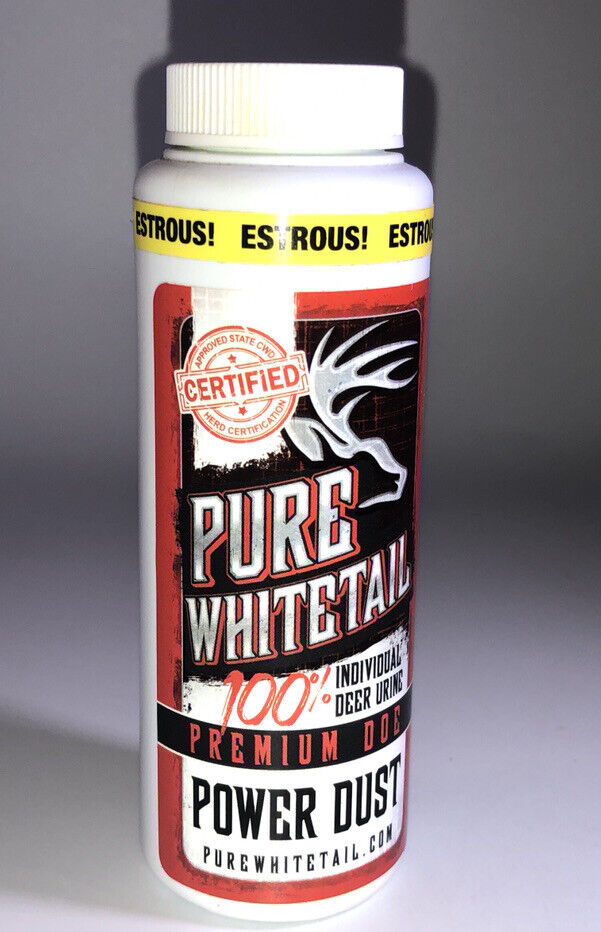 ESTROUS! ESTROUS! ESTROU
APPROVED STATE CWD
CERTIFIED
HERD CERTIFICATION
PURE
WHITETAIL
100% INDIVIDUAL
DEER URINE
PREMIUM DOE
POWER DUST
PUREWHITETAIL.COM